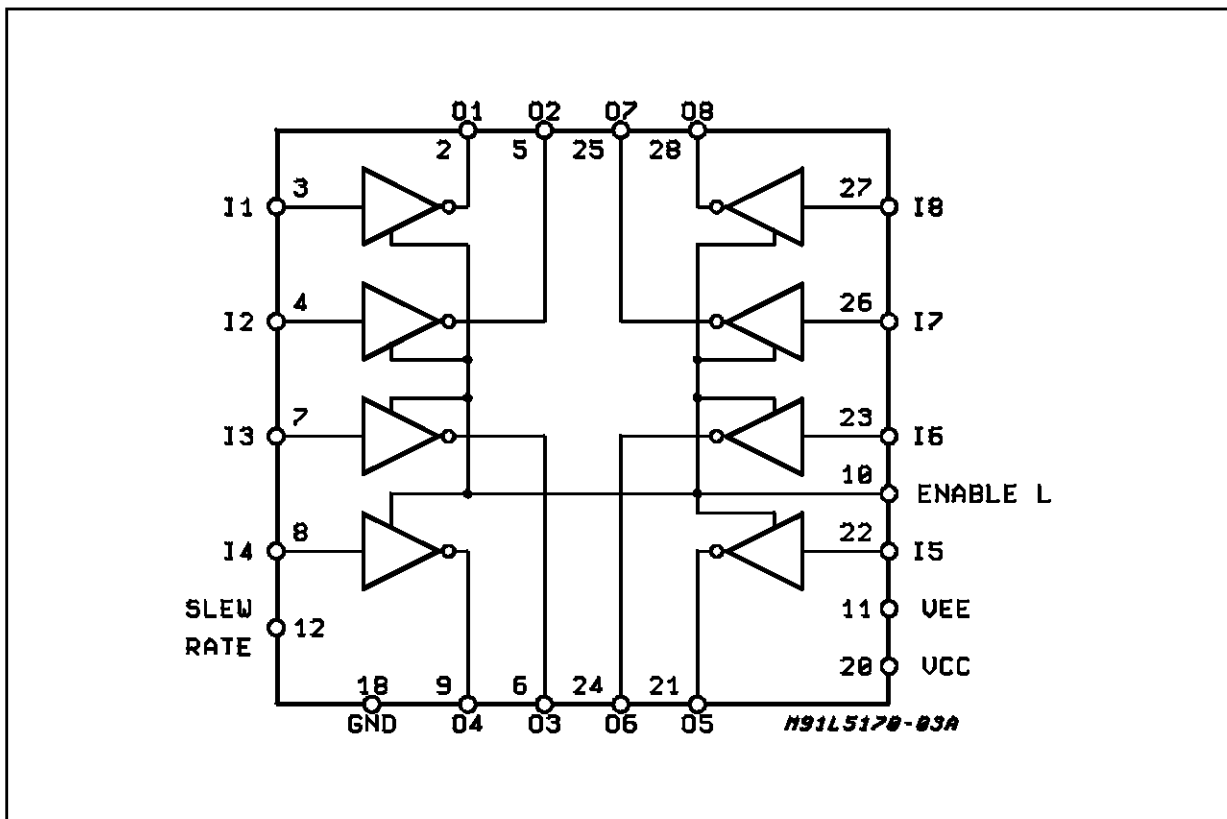 O1 O2 O7 O8
2 5 25 28
I1 3 27 I8
I2 4 26 I7
I3 7 23 I6
10 ENABLE L
I4 8 22 I5
SLEW
RATE
12
11 VEE
20 VCC
18 9 6 24 21
GND O4 O3 O6 O5
M91L5170-03A